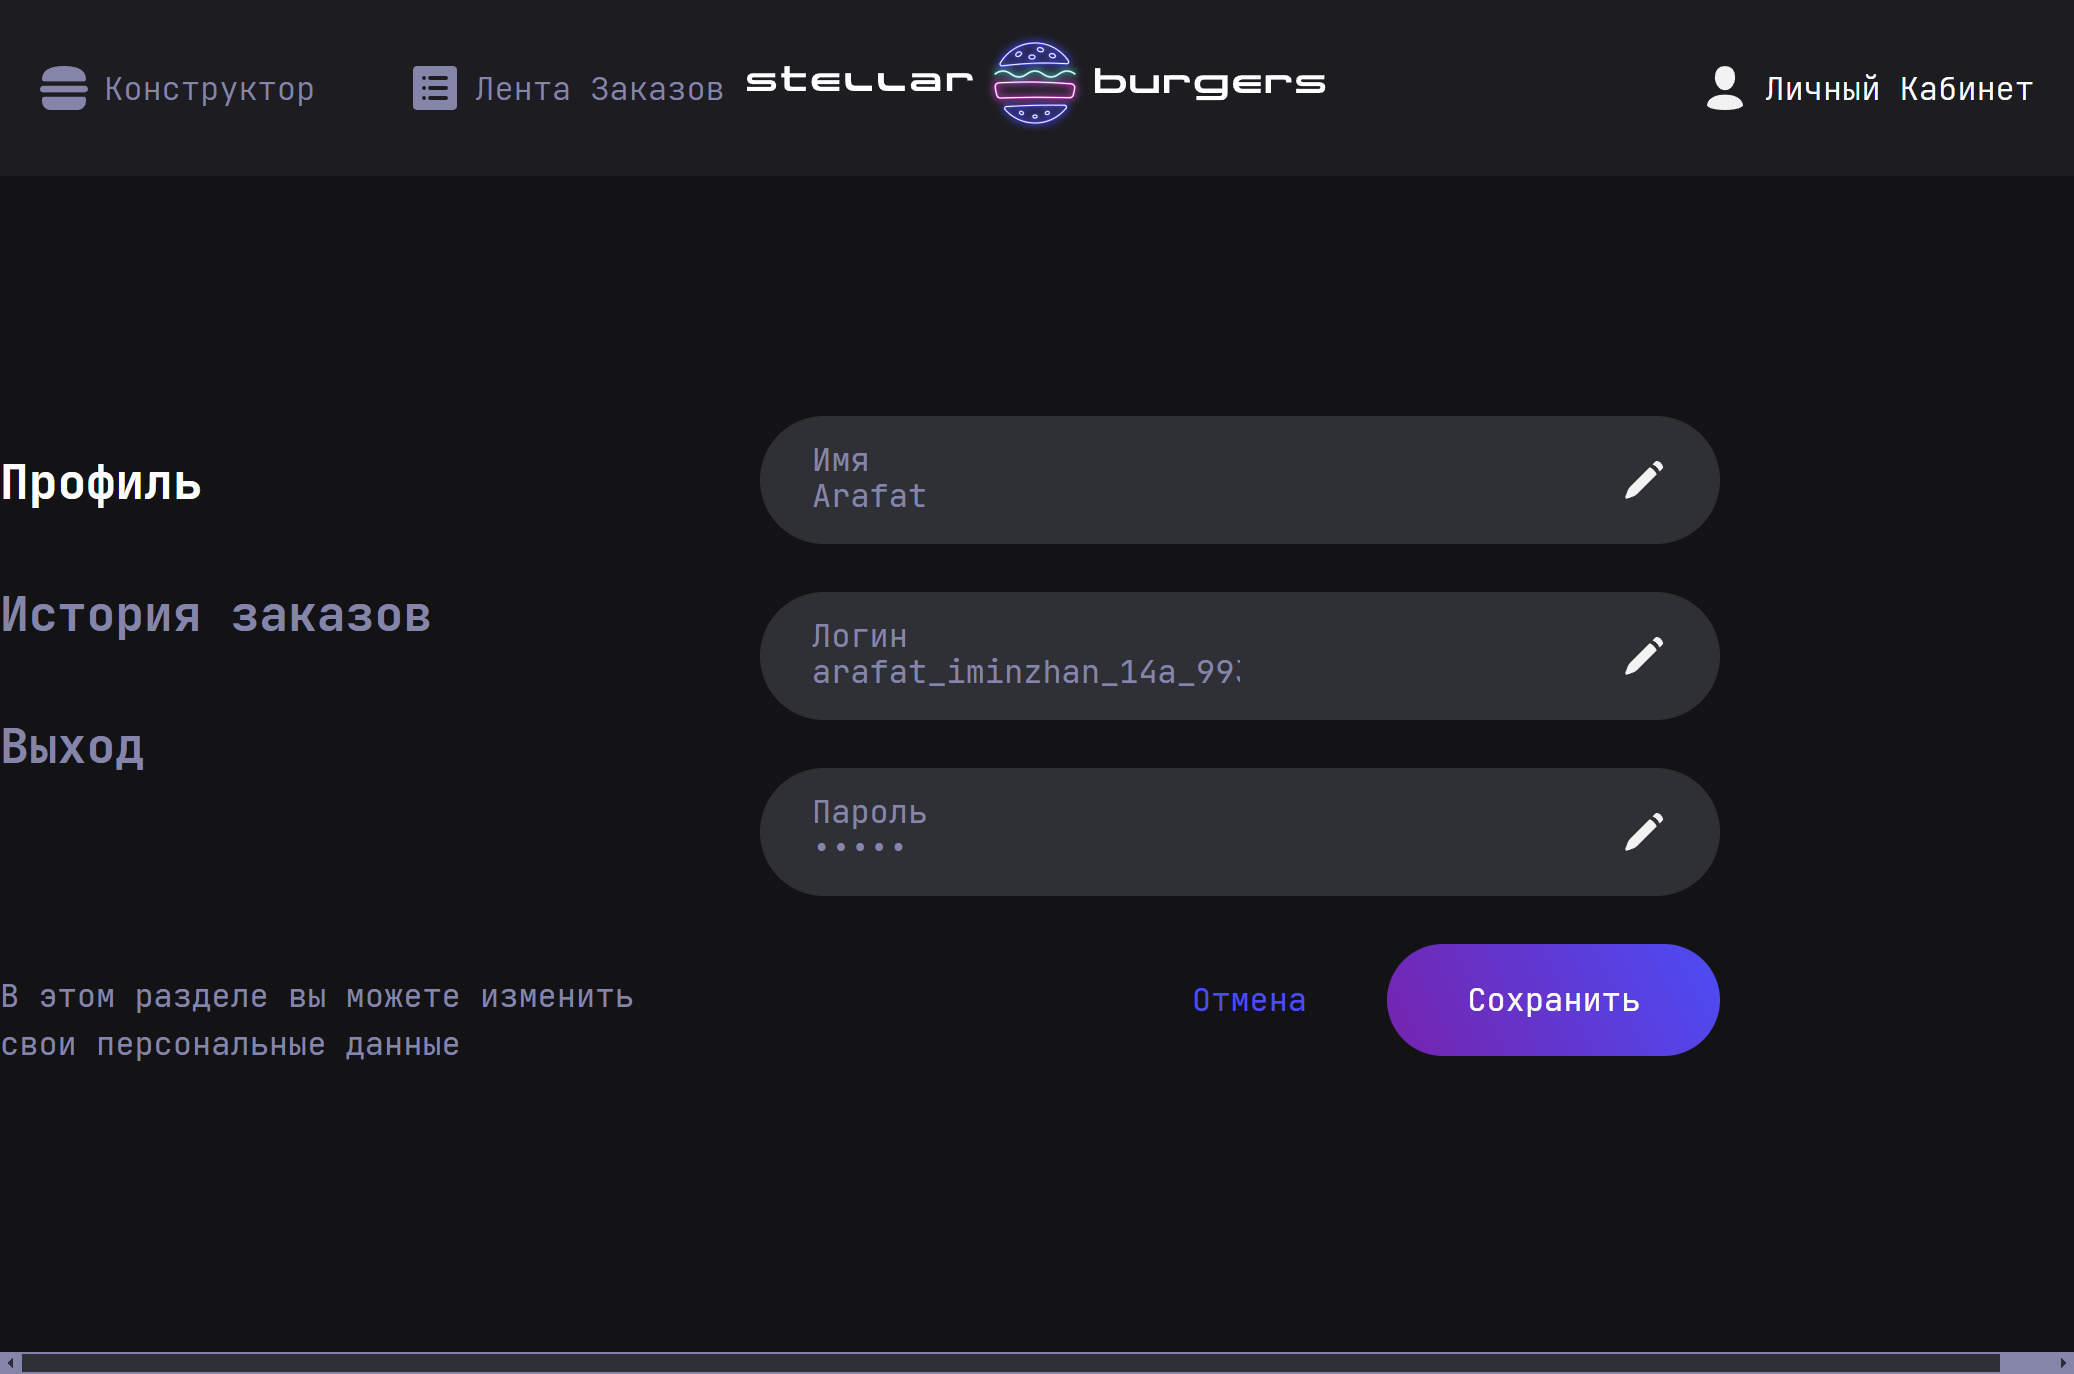 Конструктор
Лента Заказов
stellar burgers
Личный Кабинет
Профиль
История заказов
Выход
В этом разделе вы можете изменить
свои персональные данные
Имя
Arafat
Логин
arafat_iminzhan_14a_99
Пароль
•••••
Отмена
Сохранить